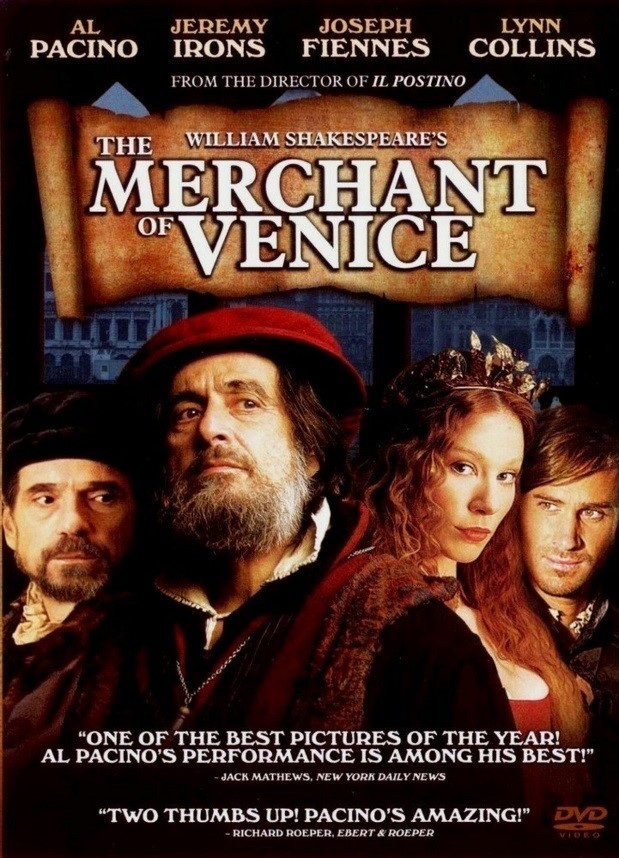 AL PACINO
JEREMY IRONS
JOSEPH FIENNES
LYNN COLLINS
FROM THE DIRECTOR OF IL POSTINO
WILLIAM SHAKESPEARE'S
THE
MERCHANT
OF VENICE
"ONE OF THE BEST PICTURES OF THE YEAR!
AL PACINO'S PERFORMANCE IS AMONG HIS BEST!"
- JACK MATHEWS, NEW YORK DAILY NEWS
"TWO THUMBS UP! PACINO'S AMAZING!"
- RICHARD ROEPER, EBERT & ROEPER
DVD
VIDEO